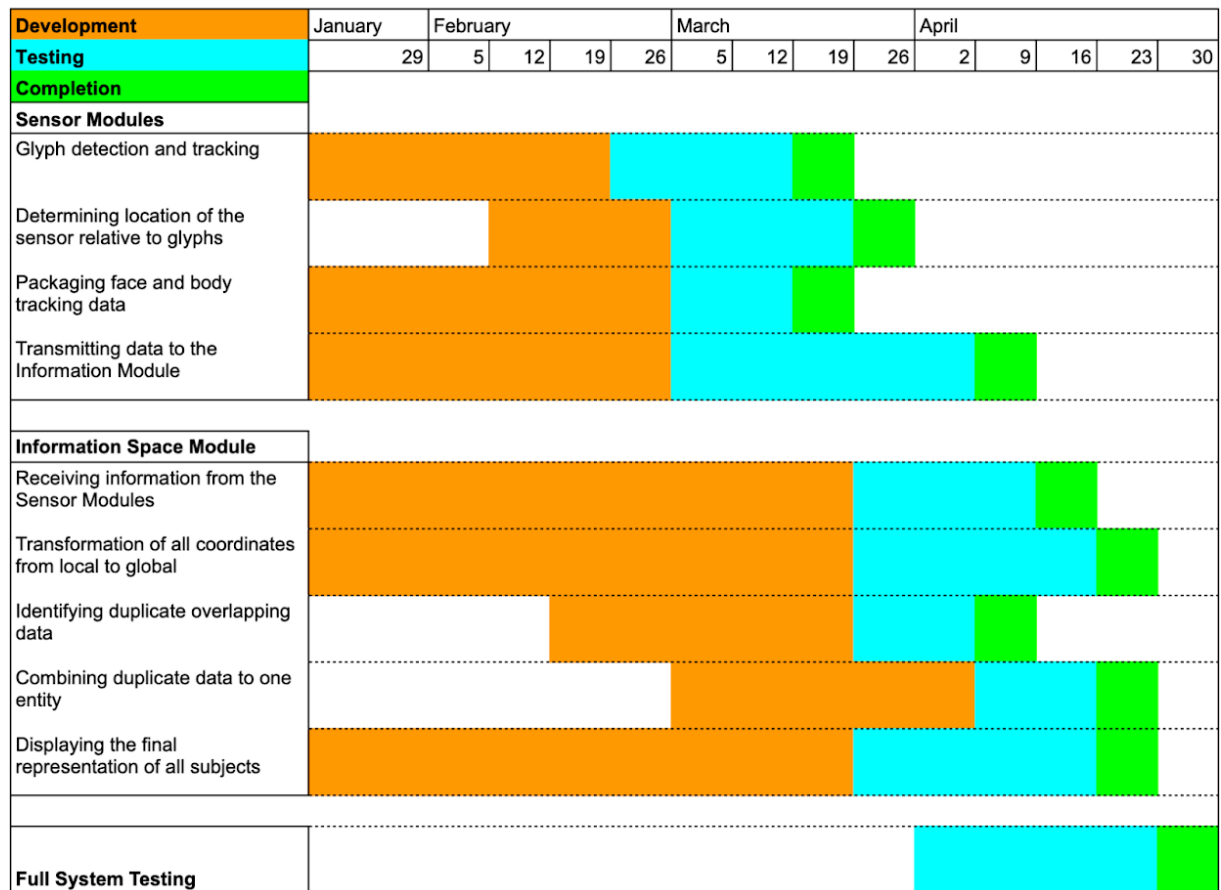 Development January February March April
Testing 29 5 12 19 26 5 12 19 26 2 9 16 23 30
Completion
Sensor Modules
Glyph detection and tracking
Determining location of the
sensor relative to glyphs
Packaging face and body
tracking data
Transmitting data to the
Information Module
Information Space Module
Receiving information from the
Sensor Modules
Transformation of all coordinates
from local to global
Identifying duplicate overlapping
data
Combining duplicate data to one
entity
Displaying the final
representation of all subjects
Full System Testing